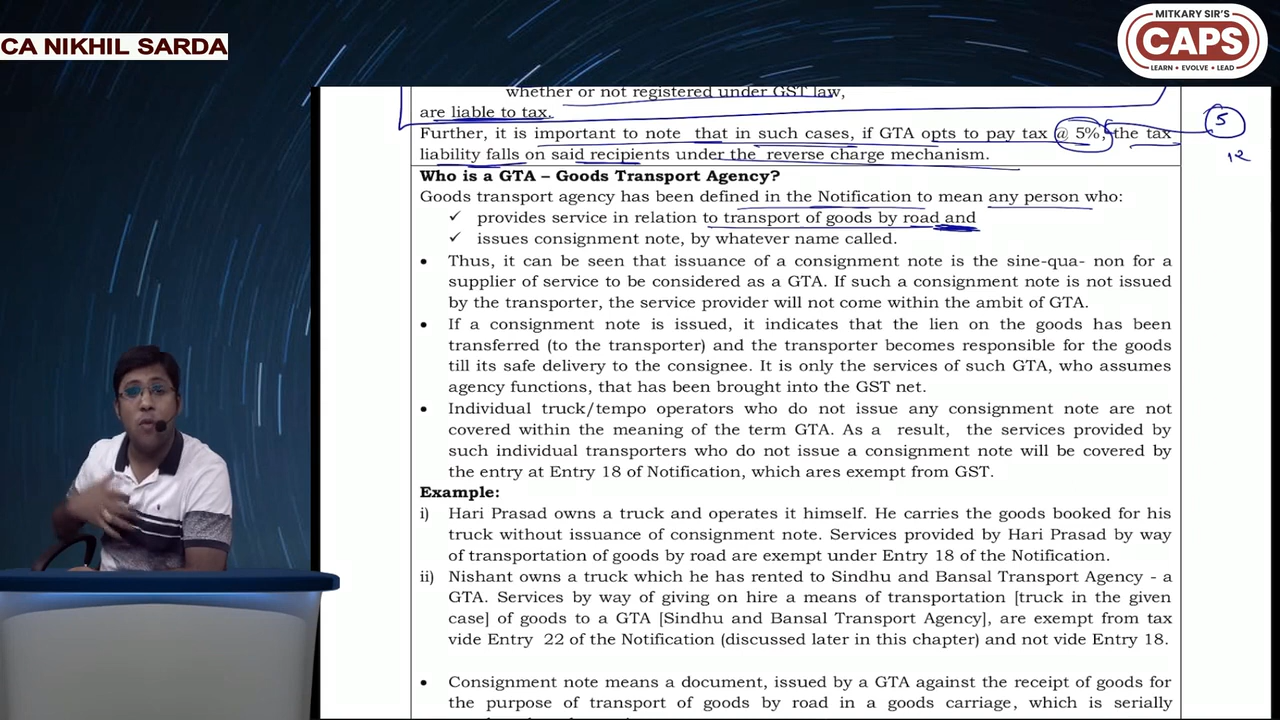 CA NIKHIL SARDA
MITKARY SIR'S
CAPS
LEARN • EVOLVE • LEAD
whether or not registered under GST law,
are liable to tax.
Further, it is important to note that in such cases, if GTA opts to pay tax @ 5%, the tax
liability falls on said recipients under the reverse charge mechanism.
5
12
Who is a GTA – Goods Transport Agency?
Goods transport agency has been defined in the Notification to mean any person who:
✓ provides service in relation to transport of goods by road and
✓ issues consignment note, by whatever name called.
• Thus, it can be seen that issuance of a consignment note is the sine-qua- non for a
supplier of service to be considered as a GTA. If such a consignment note is not issued
by the transporter, the service provider will not come within the ambit of GTA.
• If a consignment note is issued, it indicates that the lien on the goods has been
transferred (to the transporter) and the transporter becomes responsible for the goods
till its safe delivery to the consignee. It is only the services of such GTA, who assumes
agency functions, that has been brought into the GST net.
• Individual truck/tempo operators who do not issue any consignment note are not
covered within the meaning of the term GTA. As a result, the services provided by
such individual transporters who do not issue a consignment note will be covered by
the entry at Entry 18 of Notification, which ares exempt from GST.
Example:
i) Hari Prasad owns a truck and operates it himself. He carries the goods booked for his
truck without issuance of consignment note. Services provided by Hari Prasad by way
of transportation of goods by road are exempt under Entry 18 of the Notification.
ii) Nishant owns a truck which he has rented to Sindhu and Bansal Transport Agency - a
GTA. Services by way of giving on hire a means of transportation [truck in the given
case] of goods to a GTA [Sindhu and Bansal Transport Agency], are exempt from tax
vide Entry 22 of the Notification (discussed later in this chapter) and not vide Entry 18.
• Consignment note means a document, issued by a GTA against the receipt of goods for
the purpose of transport of goods by road in a goods carriage, which is serially